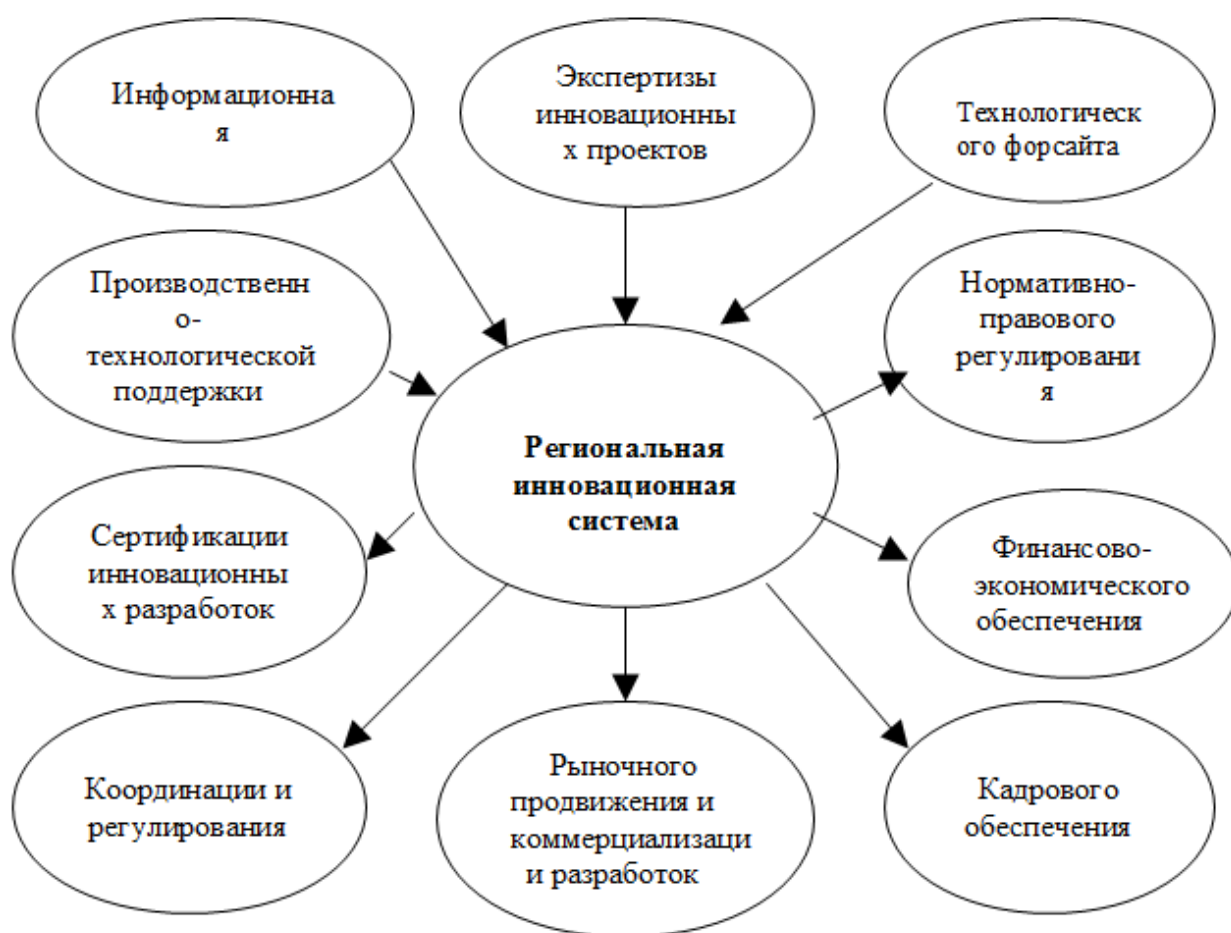 Информационна
я
Экспертизы
инновационны
х проектов
Технологическ
ого форсайта
Производственн
о-
технологической
поддержки
Нормативно-
правового
регулировани
я
Региональная
инновационная
система
Сертификации
инновационны
х разработок
Финансово-
экономического
обеспечения
Координации и
регулирования
Рыночного
продвижения и
коммерциализаци
и разработок
Кадрового
обеспечения